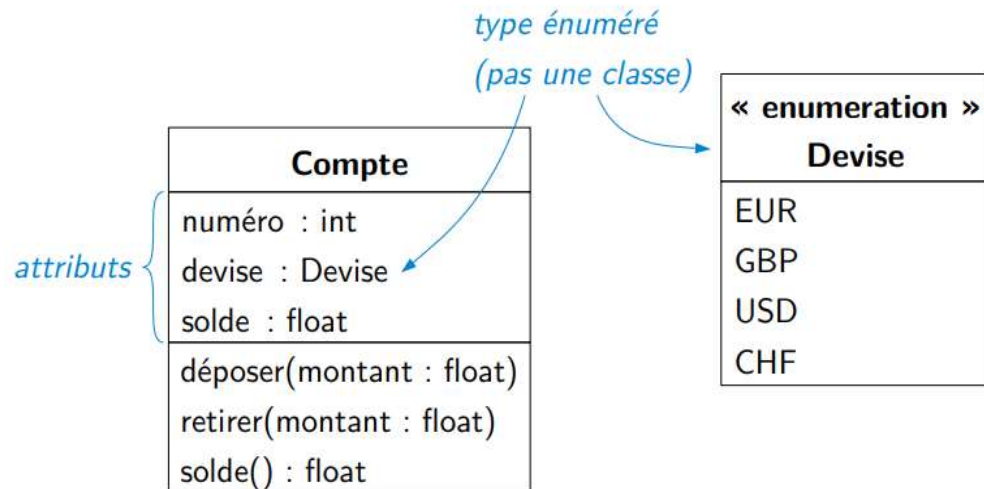 type énuméré
(pas une classe)
« enumeration »
Devise
EUR
GBP
USD
CHF
Compte
numéro : int
devise : Devise
solde : float
attributs
déposer(montant : float)
retirer(montant : float)
solde() : float